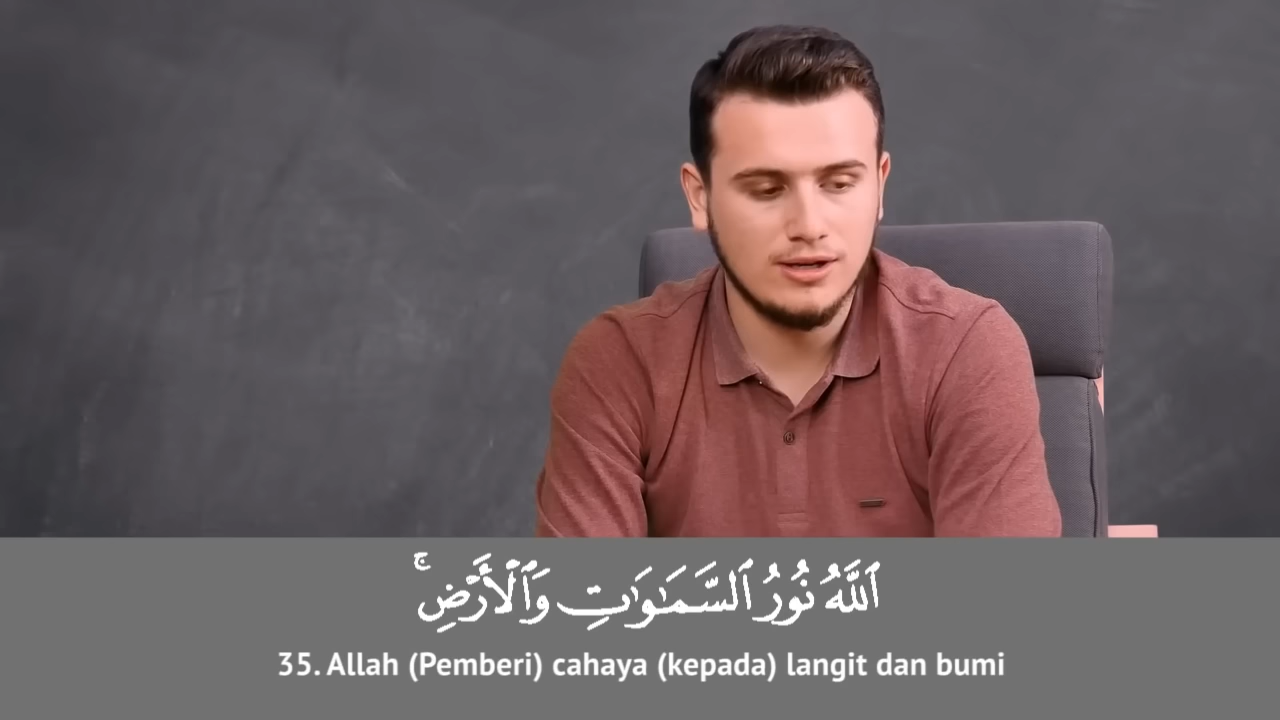 ٱللَّهُ نُورُ ٱلسَّمَـٰوَٰتِ وَٱلْأَرْضِ ۚ
35. Allah (Pemberi) cahaya (kepada) langit dan bumi